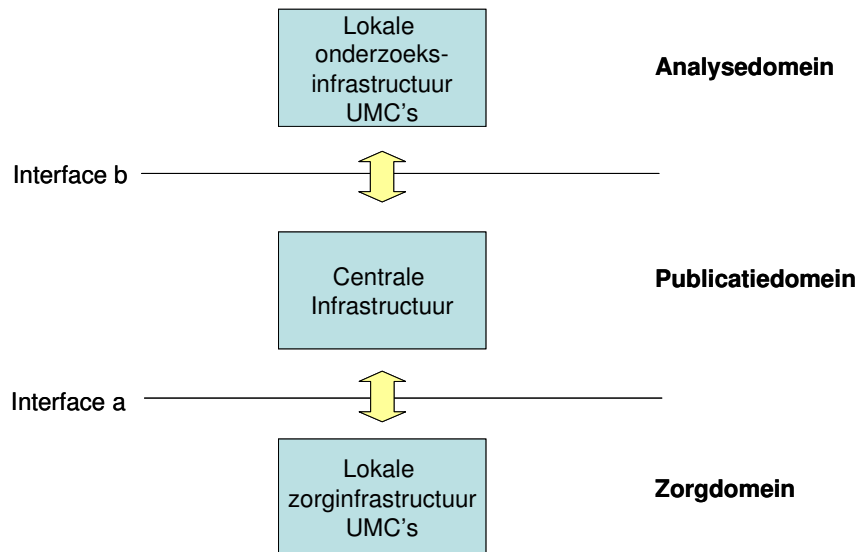 Lokale
onderzoeks-
infrastructuur
UMC's
Analysedomein
Interface b
Centrale
Infrastructuur
Publicatiedomein
Interface a
Lokale
zorginfrastructuur
UMC's
Zorgdomein